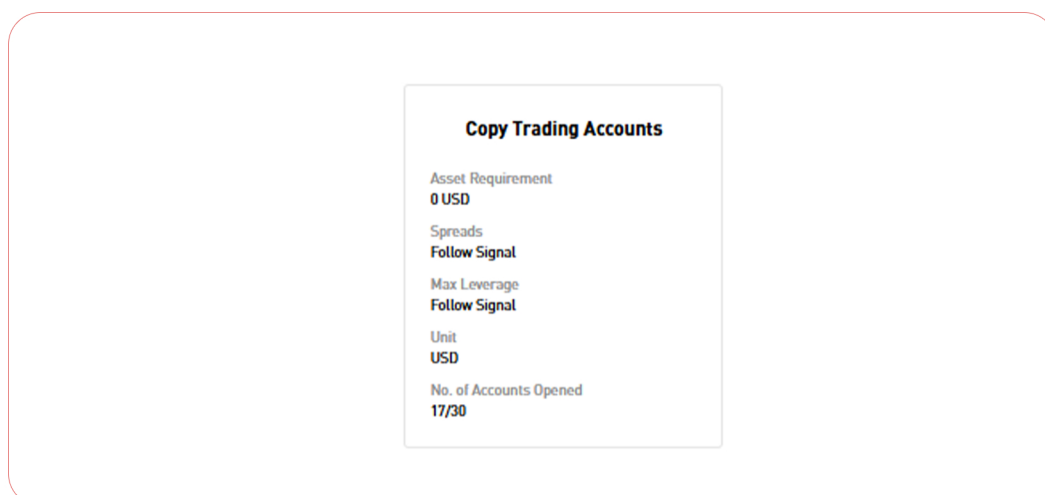 Copy Trading Accounts
Asset Requirement
0 USD
Spreads
Follow Signal
Max Leverage
Follow Signal
Unit
USD
No. of Accounts Opened
17/30